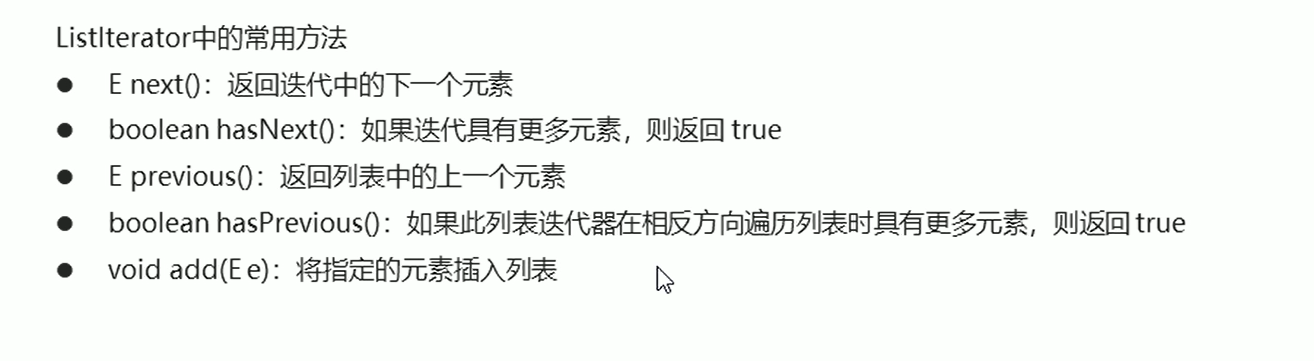 ListIterator中的常用方法
● E next()：返回迭代中的下一个元素
● boolean hasNext()：如果迭代具有更多元素，则返回 true
● E previous()：返回列表中的上一个元素
● boolean hasPrevious()：如果此列表迭代器在相反方向遍历列表时具有更多元素，则返回 true
● void add(E e)：将指定的元素插入列表